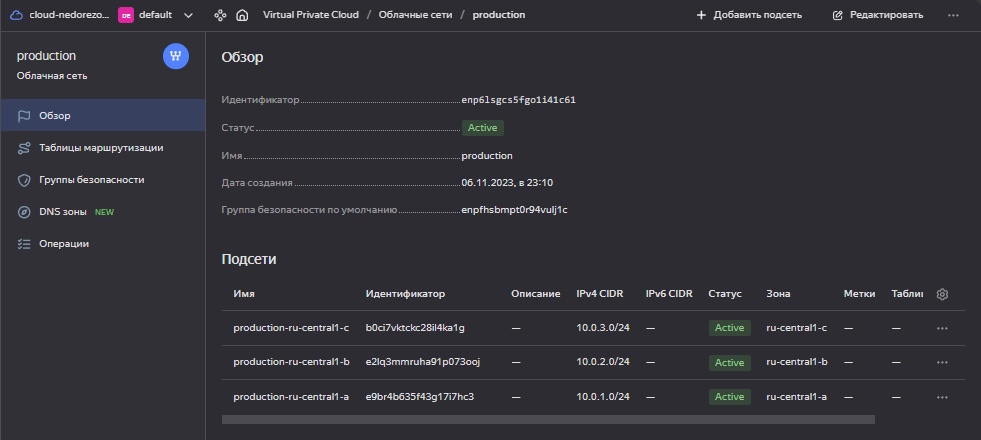 cloud-nedorezo... DE default Virtual Private Cloud / Облачные сети / production + Добавить подсеть Редактировать ...
production
Облачная сеть
Обзор
Таблицы маршрутизации
Группы безопасности
DNS зоны NEW
Операции
Обзор
Идентификатор enp6lsgcs5fgo1i41c61
Статус Active
Имя production
Дата создания 06.11.2023, в 23:10
Группа безопасности по умолчанию enpfhsbmpt0r94vulj1c
Подсети
Имя Идентификатор Описание IPv4 CIDR IPv6 CIDR Статус Зона Метки Табли
production-ru-central1-c b0ci7vktckc28il4ka1g — 10.0.3.0/24 — Active ru-central1-c — — ...
production-ru-central1-b e2lq3mmruha91p073ooj — 10.0.2.0/24 — Active ru-central1-b — — ...
production-ru-central1-a e9br4b635f43g17i7hc3 — 10.0.1.0/24 — Active ru-central1-a — — ...